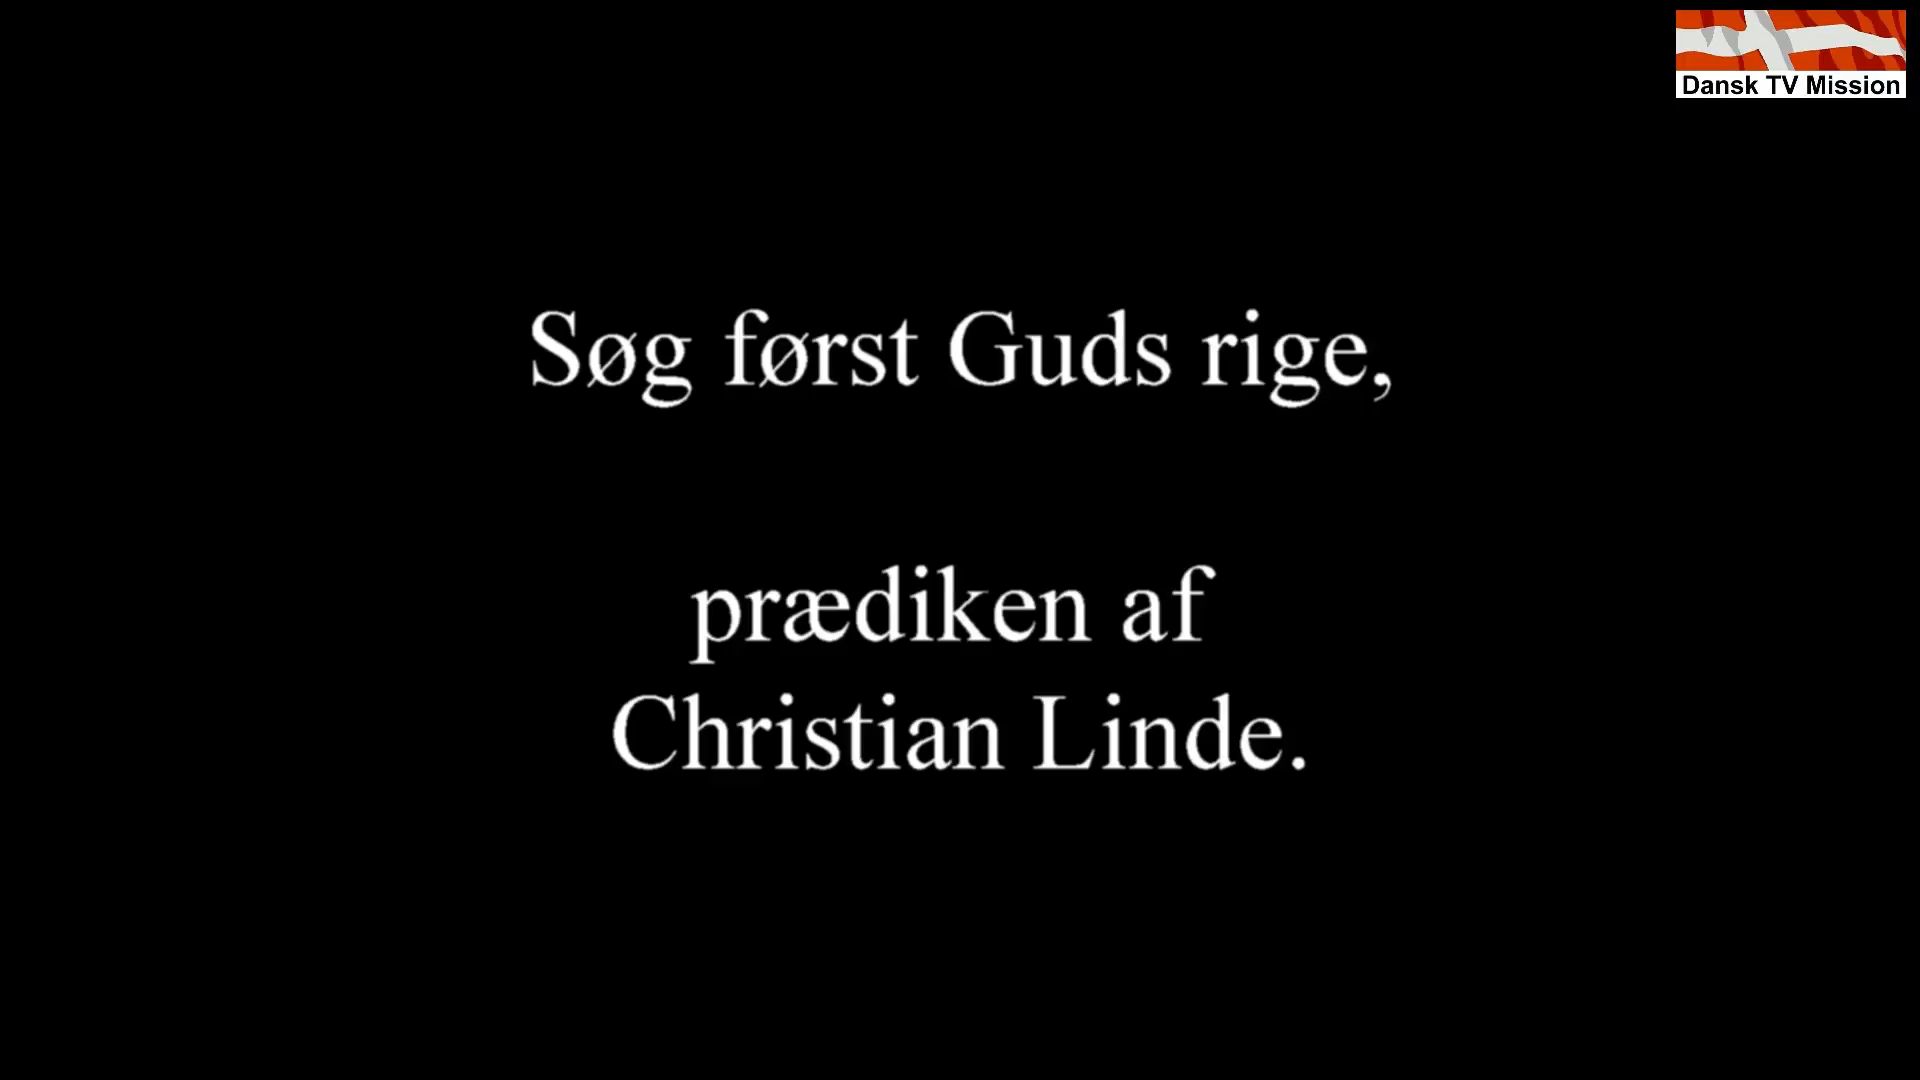 Dansk TV Mission
Søg først Guds rige,
prædiken af
Christian Linde.